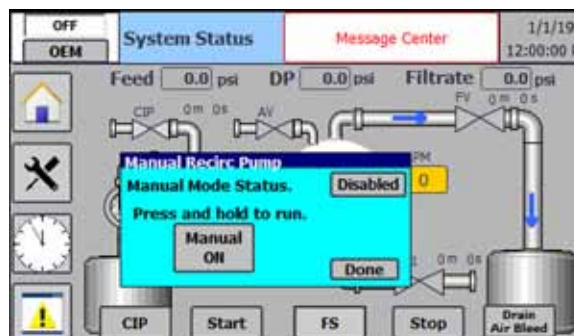 OFF
OEM
System Status
Message Center
1/1/19
12:00:00
Feed 0.0 psi DP 0.0 psi Filtrate 0.0 psi
CIP 0m 0s AV FV 0m 0s
Manual Recirc Pump
Manual Mode Status. Disabled
PM
0
Press and hold to run.
Manual
ON
Done
0m 0s
CIP Start FS Stop Drain
Air Bleed